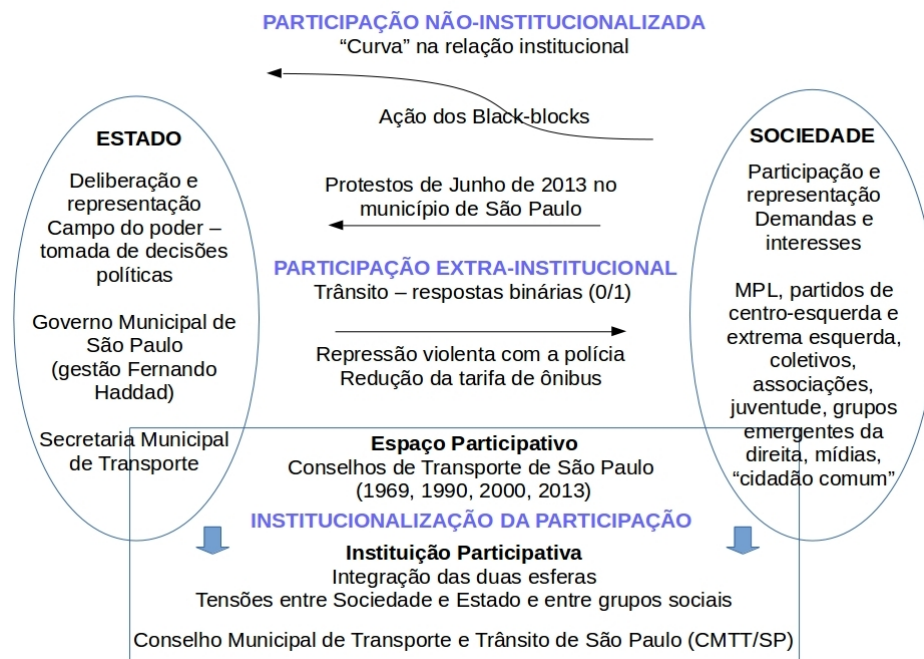 PARTICIPAÇÃO NÃO-INSTITUCIONALIZADA
“Curva” na relação institucional
Ação dos Black-blocks
ESTADO
Deliberação e
representação
Campo do poder –
tomada de decisões
políticas
Governo Municipal de
São Paulo
(gestão Fernando
Haddad)
Secretaria Municipal
de Transporte
Protestos de Junho de 2013 no
município de São Paulo
PARTICIPAÇÃO EXTRA-INSTITUCIONAL
Trânsito – respostas binárias (0/1)
Repressão violenta com a polícia
Redução da tarifa de ônibus
SOCIEDADE
Participação e
representação
Demandas e
interesses
MPL, partidos de
centro-esquerda e
extrema esquerda,
coletivos,
associações,
juventude, grupos
emergentes da
direita, mídias,
“cidadão comum”
Espaço Participativo
Conselhos de Transporte de São Paulo
(1969, 1990, 2000, 2013)
INSTITUCIONALIZAÇÃO DA PARTICIPAÇÃO
Instituição Participativa
Integração das duas esferas
Tensões entre Sociedade e Estado e entre grupos sociais
Conselho Municipal de Transporte e Trânsito de São Paulo (CMTT/SP)